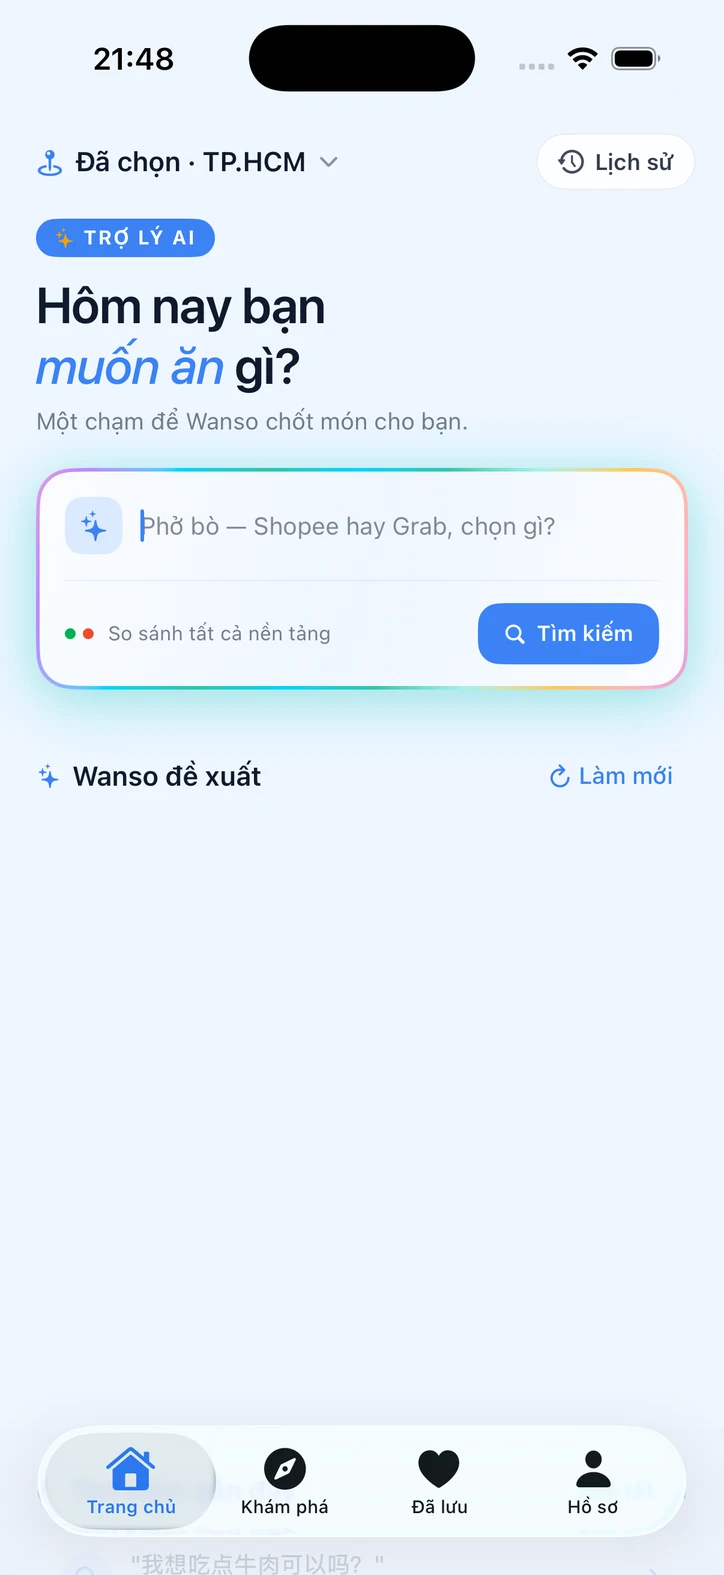 21:48
Đã chọn · TP.HCM
Lịch sử
TRỢ LÝ AI
Hôm nay bạn
muốn ăn gì?
Một chạm để Wanso chốt món cho bạn.
Phở bò — Shopee hay Grab, chọn gì?
So sánh tất cả nền tảng
Tìm kiếm
Wanso đề xuất
Làm mới
Trang chủ
Khám phá
Đã lưu
Hồ sơ
"我想吃点牛肉可以吗? "